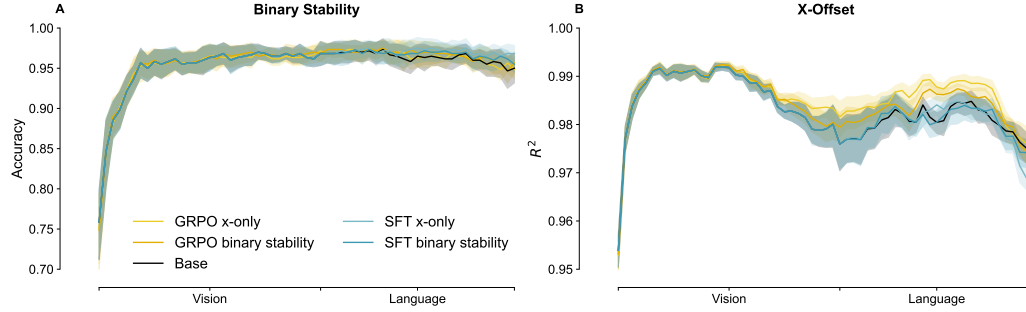 A
Binary Stability
Accuracy
1.00
0.95
0.90
0.85
0.80
0.75
0.70
GRPO x-only
GRPO binary stability
Base
SFT x-only
SFT binary stability
Vision
Language
B
X-Offset
R²
1.00
0.99
0.98
0.97
0.96
0.95
Vision
Language